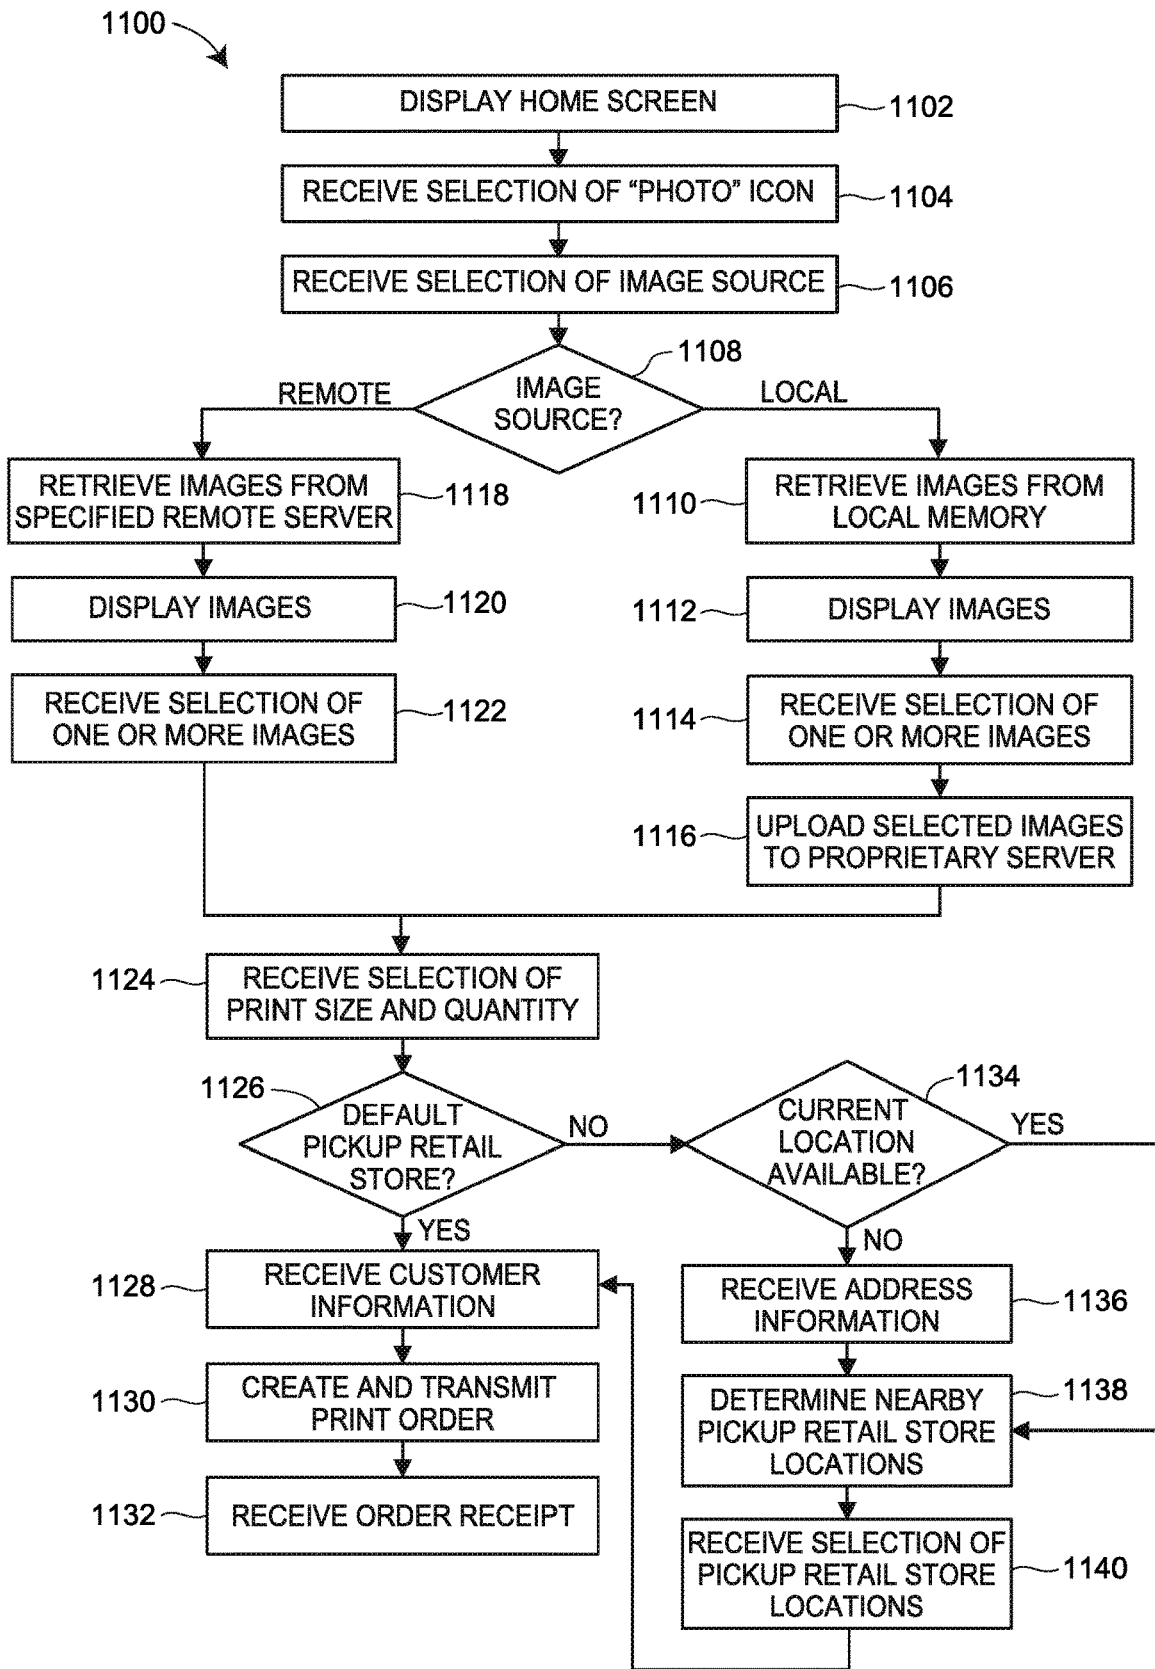 1100
DISPLAY HOME SCREEN
1102
RECEIVE SELECTION OF “PHOTO” ICON
1104
RECEIVE SELECTION OF IMAGE SOURCE
1106
1108
IMAGE
SOURCE?
REMOTE
LOCAL
RETRIEVE IMAGES FROM
SPECIFIED REMOTE SERVER
1118
DISPLAY IMAGES
1120
RECEIVE SELECTION OF
ONE OR MORE IMAGES
1122
1110
RETRIEVE IMAGES FROM
LOCAL MEMORY
1112
DISPLAY IMAGES
1114
RECEIVE SELECTION OF
ONE OR MORE IMAGES
1116
UPLOAD SELECTED IMAGES
TO PROPRIETARY SERVER
1124
RECEIVE SELECTION OF
PRINT SIZE AND QUANTITY
1126
DEFAULT
PICKUP RETAIL
STORE?
NO
YES
1128
RECEIVE CUSTOMER
INFORMATION
1130
CREATE AND TRANSMIT
PRINT ORDER
1132
RECEIVE ORDER RECEIPT
1134
CURRENT
LOCATION
AVAILABLE?
YES
NO
RECEIVE ADDRESS
INFORMATION
1136
DETERMINE NEARBY
PICKUP RETAIL STORE
LOCATIONS
1138
RECEIVE SELECTION OF
PICKUP RETAIL STORE
LOCATIONS
1140